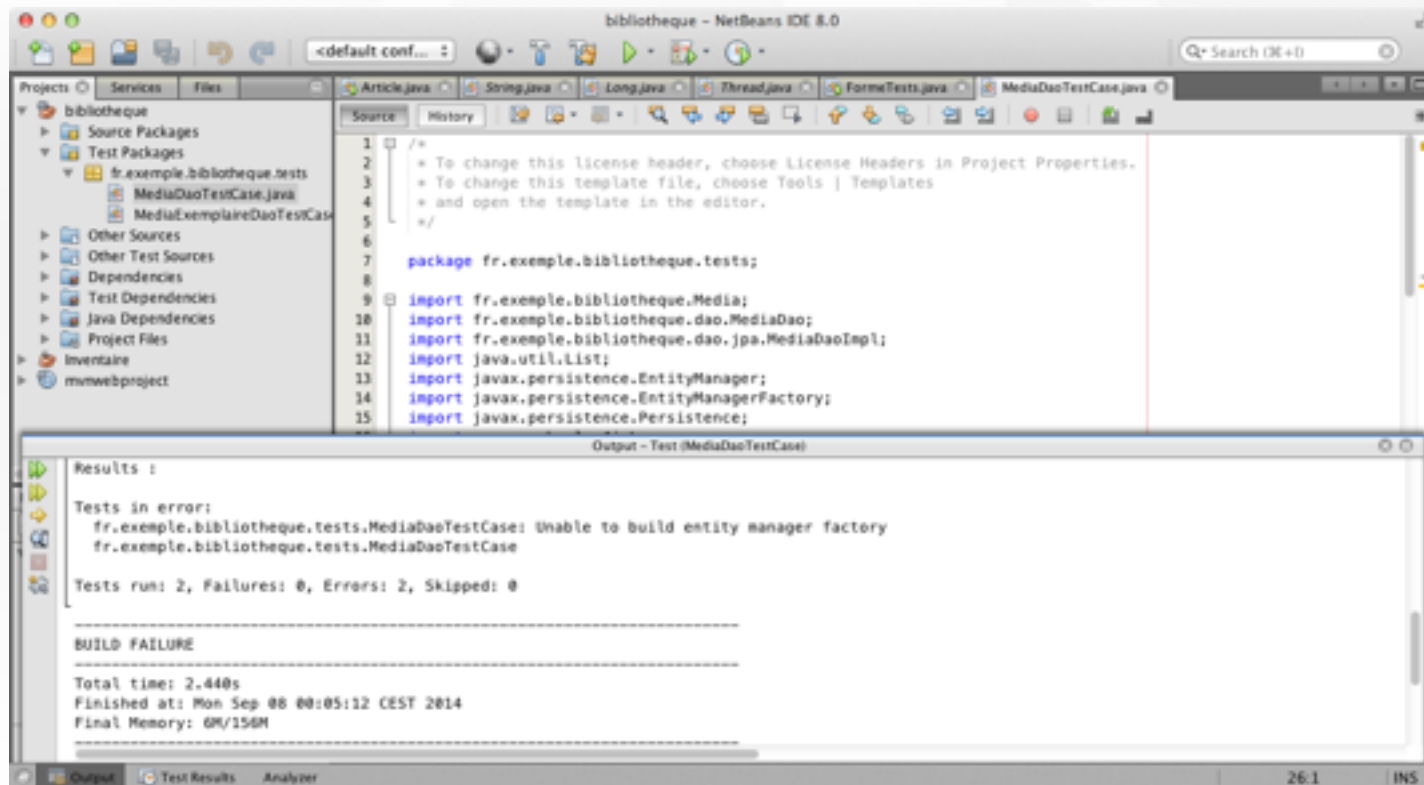 bibliotheque – NetBeans IDE 8.0
<default conf...
Search (⌘+I)
Projects Services Files
Article.java String.java Long.java Thread.java FormeTests.java MediaDaoTestCase.java
Source History
bibliotheque
Source Packages
Test Packages
fr.exemple.bibliotheque.tests
MediaDaoTestCase.java
MediaExemplaireDaoTestCas
Other Sources
Other Test Sources
Dependencies
Test Dependencies
Java Dependencies
Project Files
Inventaire
mvnwebproject
1 /*
2 * To change this license header, choose License Headers in Project Properties.
3 * To change this template file, choose Tools | Templates
4 * and open the template in the editor.
5 */
6
7 package fr.exemple.bibliotheque.tests;
8
9 import fr.exemple.bibliotheque.Media;
10 import fr.exemple.bibliotheque.dao.MediaDao;
11 import fr.exemple.bibliotheque.dao.jpa.MediaDaoImpl;
12 import java.util.List;
13 import javax.persistence.EntityManager;
14 import javax.persistence.EntityManagerFactory;
15 import javax.persistence.Persistence;
Output – Test (MediaDaoTestCase)
Results :
Tests in error:
fr.exemple.bibliotheque.tests.MediaDaoTestCase: Unable to build entity manager factory
fr.exemple.bibliotheque.tests.MediaDaoTestCase
Tests run: 2, Failures: 0, Errors: 2, Skipped: 0
------------------------------------------------------------------------
BUILD FAILURE
------------------------------------------------------------------------
Total time: 2.440s
Finished at: Mon Sep 08 00:05:12 CEST 2014
Final Memory: 6M/156M
------------------------------------------------------------------------
Output Test Results Analyzer
26:1 INS